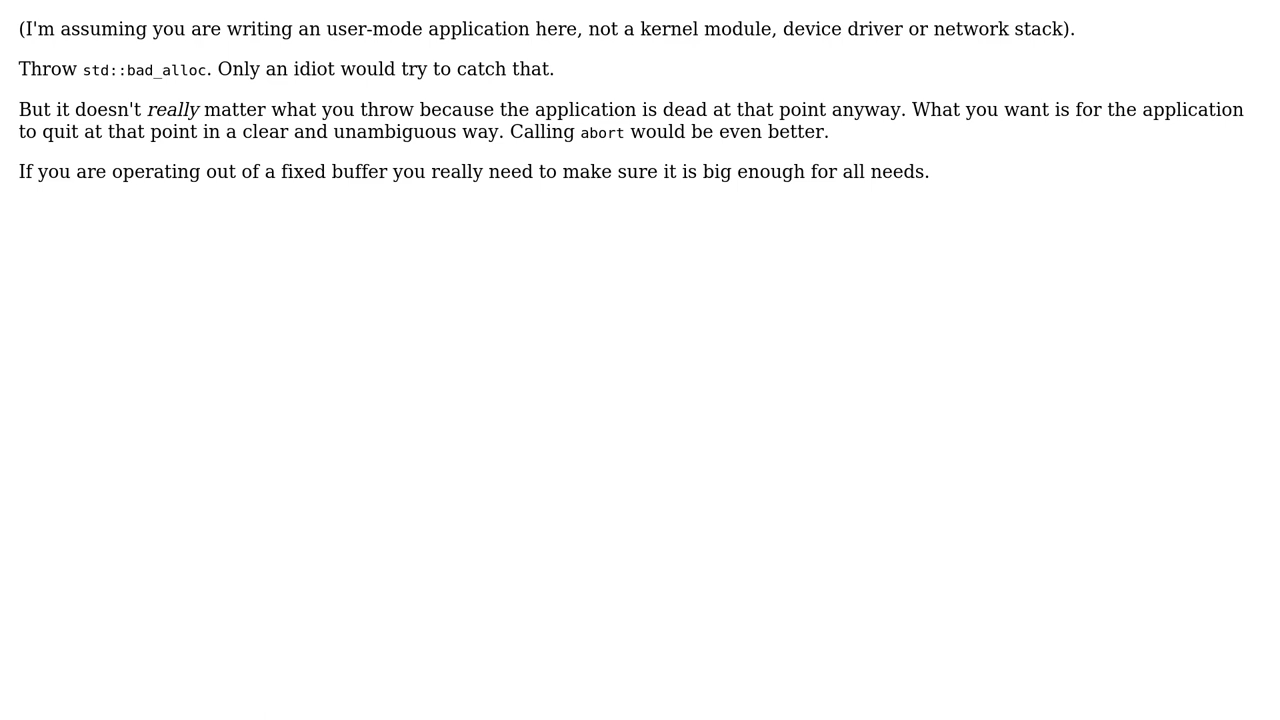 (I'm assuming you are writing an user-mode application here, not a kernel module, device driver or network stack).
Throw std::bad_alloc. Only an idiot would try to catch that.
But it doesn't really matter what you throw because the application is dead at that point anyway. What you want is for the application
to quit at that point in a clear and unambiguous way. Calling abort would be even better.
If you are operating out of a fixed buffer you really need to make sure it is big enough for all needs.